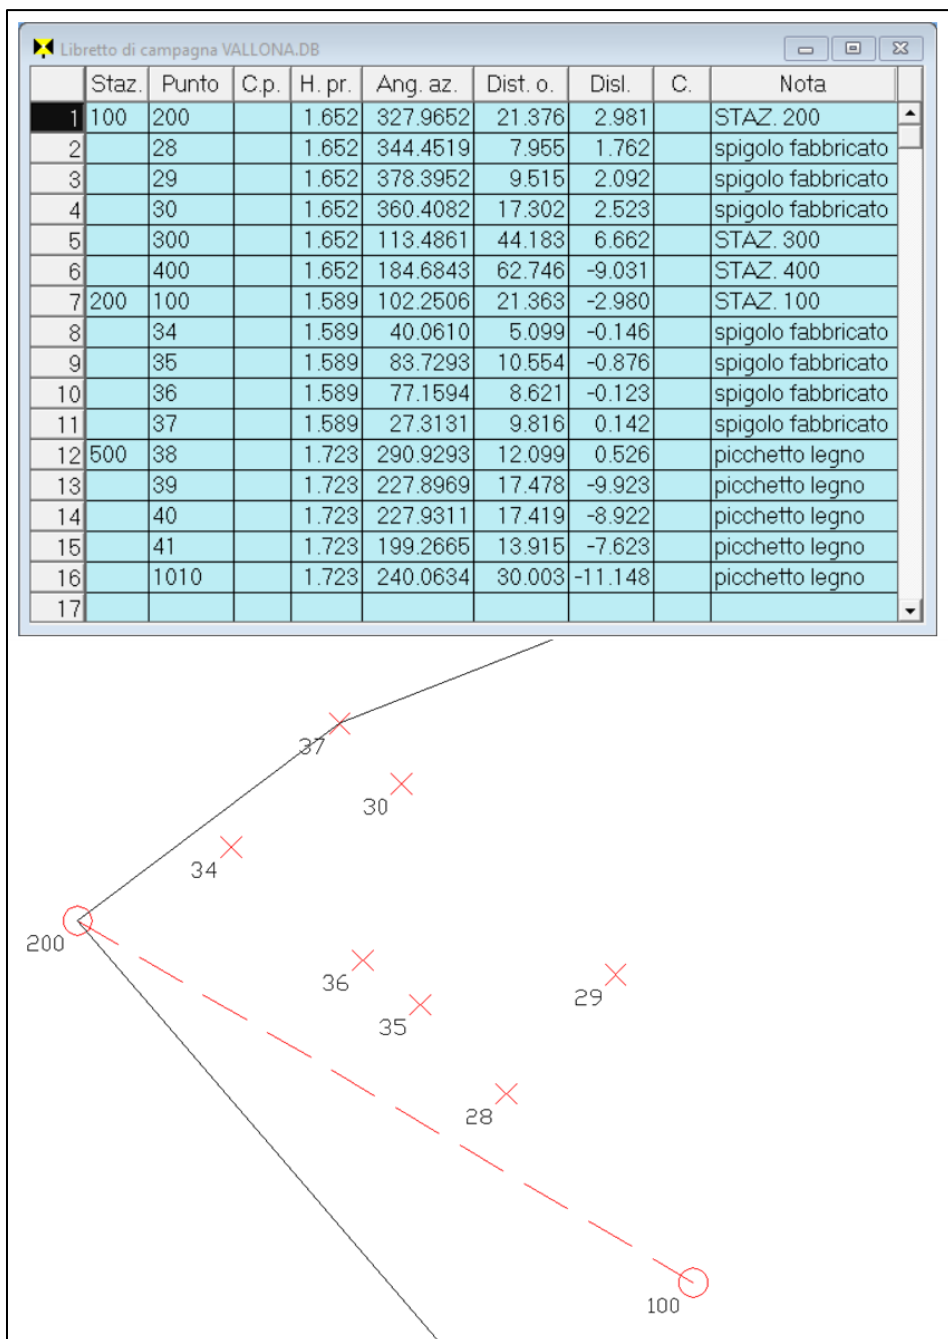 Libretto di campagna VALLONA.DB
Staz. Punto C.p. H. pr. Ang. az. Dist. o. Disl. C. Nota
1 100 200 1.652 327.9652 21.376 2.981 STAZ. 200
2 28 1.652 344.4519 7.955 1.762 spigolo fabbricato
3 29 1.652 378.3952 9.515 2.092 spigolo fabbricato
4 30 1.652 360.4082 17.302 2.523 spigolo fabbricato
5 300 1.652 113.4861 44.183 6.662 STAZ. 300
6 400 1.652 184.6843 62.746 -9.031 STAZ. 400
7 200 100 1.589 102.2506 21.363 -2.980 STAZ. 100
8 34 1.589 40.0610 5.099 -0.146 spigolo fabbricato
9 35 1.589 83.7293 10.554 -0.876 spigolo fabbricato
10 36 1.589 77.1594 8.621 -0.123 spigolo fabbricato
11 37 1.589 27.3131 9.816 0.142 spigolo fabbricato
12 500 38 1.723 290.9293 12.099 0.526 picchetto legno
13 39 1.723 227.8969 17.478 -9.923 picchetto legno
14 40 1.723 227.9311 17.419 -8.922 picchetto legno
15 41 1.723 199.2665 13.915 -7.623 picchetto legno
16 1010 1.723 240.0634 30.003 -11.148 picchetto legno
17
37
30
34
200
36
29
35
28
100